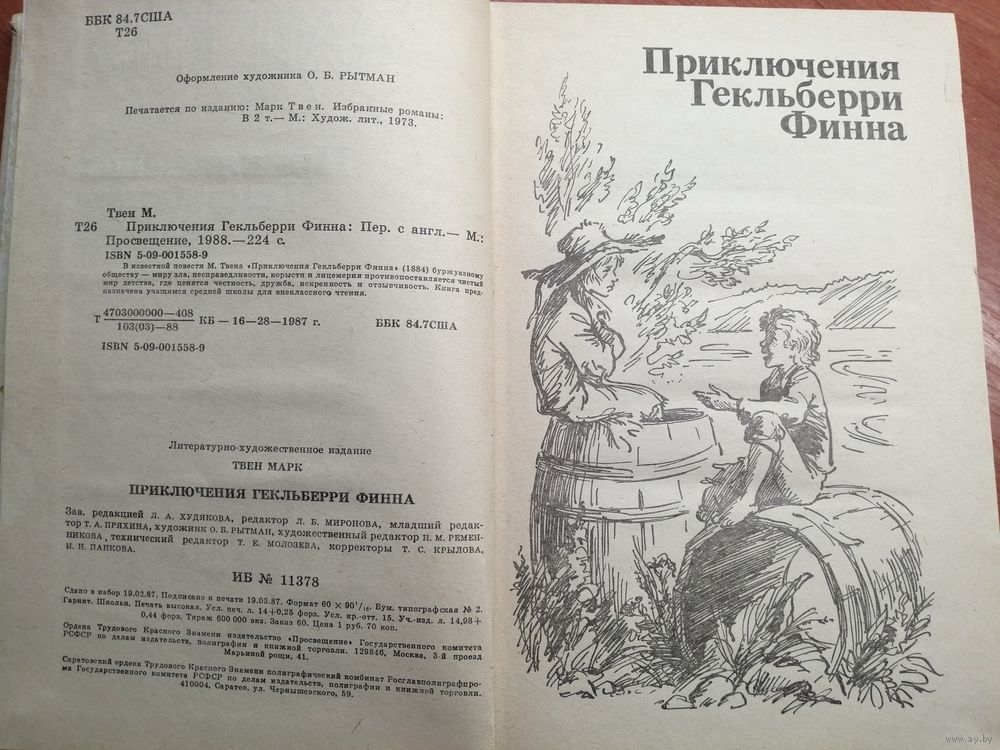 ББК 84.7США
Т26
Оформление художника О. Б. РЫТМАН
Печатается по изданию: Марк Твен. Избранные романы:
В 2 т.— М.: Худож. лит., 1973.
Твен М.
Т26 Приключения Гекльберри Финна: Пер. с англ.— М.:
Просвещение, 1988.—224 с.
ISBN 5-09-001558-9
В известной повести М. Твена «Приключения Гекльберри Финна» (1884) буржуазному
обществу — миру зла, несправедливости, корысти и лицемерия противопоставляется чистый
мир детства, где ценятся честность, дружба, искренность и отзывчивость. Книга пред-
назначена учащимся средней школы для внеклассного чтения.
Т 4703000000—408
103(03)—88 КБ — 16—28—1987 г. ББК 84.7США
ISBN 5-09-001558-9
Литературно-художественное издание
ТВЕН МАРК
ПРИКЛЮЧЕНИЯ ГЕКЛЬБЕРРИ ФИННА
Зав. редакцией Л. А. ХУДЯКОВА, редактор Л. Б. МИРОНОВА, младший редак-
тор Т. А. ПРЯХИНА, художник О. Б. РЫТМАН, художественный редактор Н. М. РЕМЕН-
НИКОВА, технический редактор Т. Е. МОЛОЗЕВА, корректоры Т. С. КРЫЛОВА,
И. Н. ПАНКОВА.
ИБ № 11378
Сдано в набор 19.02.87. Подписано к печати 19.05.87. Формат 60 × 90¹/₁₆. Бум. типографская № 2.
Гарнит. Школьн. Печать высокая. Усл. печ. л. 14+0,25 форз. Усл. кр.-отт. 15. Уч.-изд. л. 14,98+
0,44 форз. Тираж 600 000 экз. Заказ 60. Цена 1 руб. 70 коп.
Ордена Трудового Красного Знамени издательство «Просвещение» Государственного комитета
РСФСР по делам издательств, полиграфии и книжной торговли. 129846, Москва, 3-й проезд
Марьиной рощи, 41.
Саратовский ордена Трудового Красного Знамени полиграфический комбинат Росглавполиграфпро-
ма Государственного комитета РСФСР по делам издательств, полиграфии и книжной торговли.
410004, Саратов, ул. Чернышевского, 59.
Приключения
Гекльберри
Финна
www.ay.by